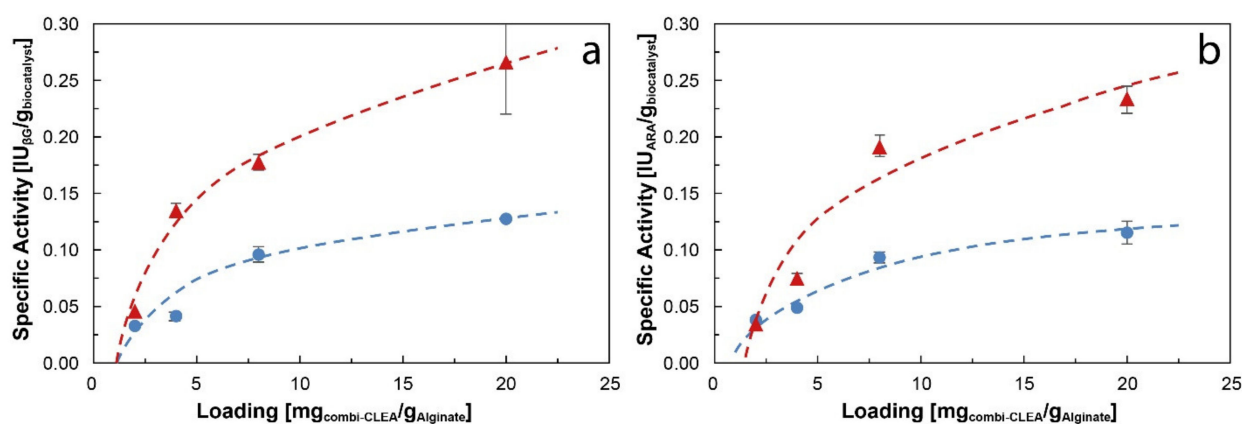 a
Specific Activity [IUβG/gbiocatalyst]
0.30
0.25
0.20
0.15
0.10
0.05
0.00
0 5 10 15 20 25
Loading [mgcombi-CLEA/gAlginate]
b
Specific Activity [IUARA/gbiocatalyst]
0.30
0.25
0.20
0.15
0.10
0.05
0.00
0 5 10 15 20 25
Loading [mgcombi-CLEA/gAlginate]